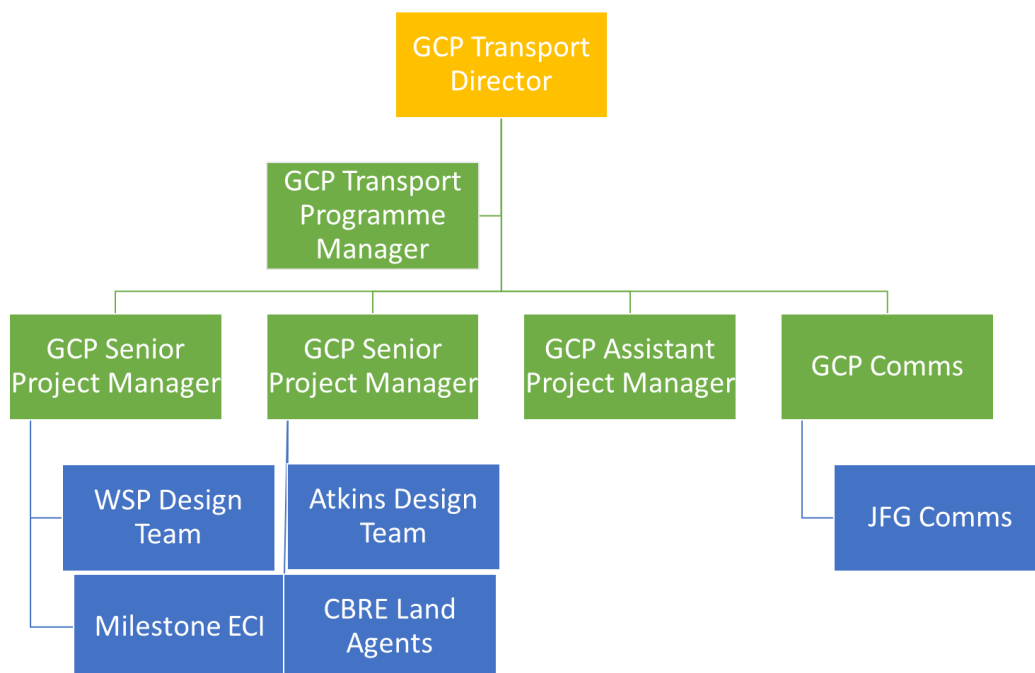 GCP Transport
Director
GCP Transport
Programme
Manager
GCP Senior
Project Manager
GCP Senior
Project Manager
GCP Assistant
Project Manager
GCP Comms
WSP Design
Team
Atkins Design
Team
JFG Comms
Milestone ECI
CBRE Land
Agents